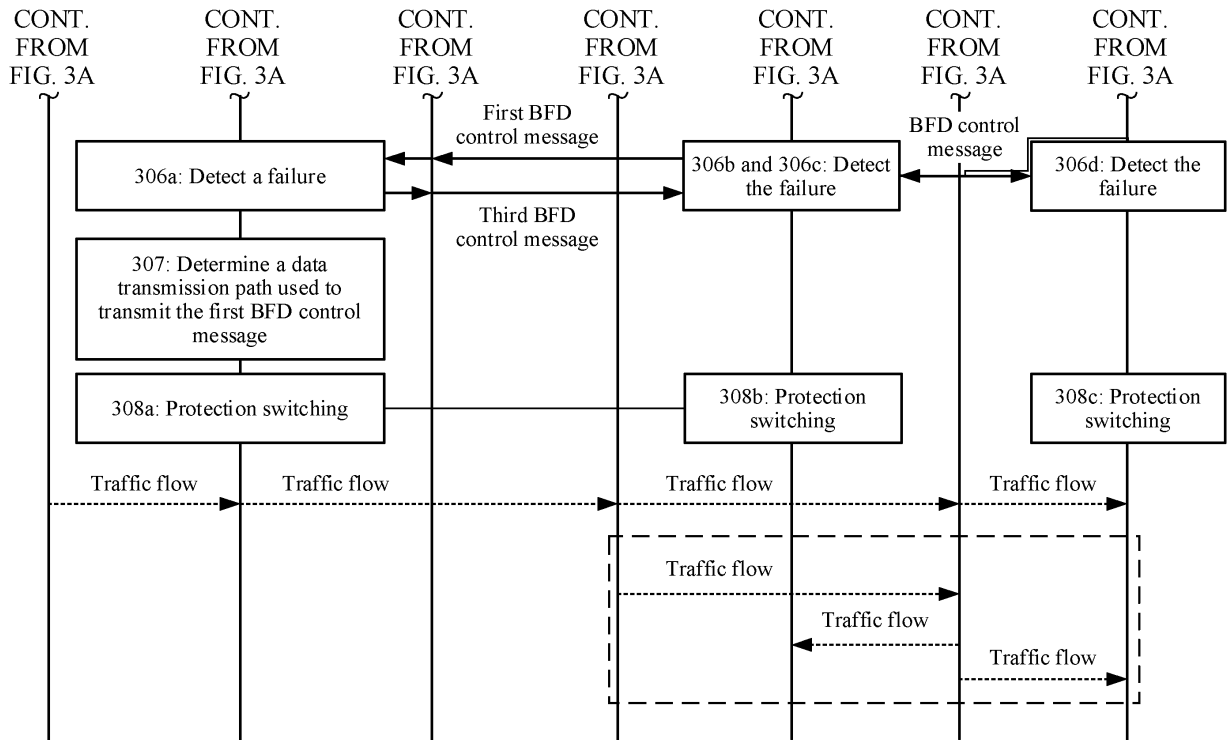 CONT. FROM FIG. 3A
CONT. FROM FIG. 3A
CONT. FROM FIG. 3A
CONT. FROM FIG. 3A
CONT. FROM FIG. 3A
CONT. FROM FIG. 3A
CONT. FROM FIG. 3A
First BFD
control message
BFD control
message
306a: Detect a failure
306b and 306c: Detect
the failure
306d: Detect the
failure
Third BFD
control message
307: Determine a data
transmission path used to
transmit the first BFD control
message
308a: Protection switching
308b: Protection
switching
308c: Protection
switching
Traffic flow
Traffic flow
Traffic flow
Traffic flow
Traffic flow
Traffic flow
Traffic flow